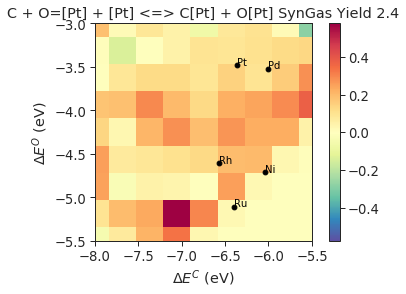 C + O=[Pt] + [Pt] <=> C[Pt] + O[Pt] SynGas Yield 2.4
−3.0
−3.5
−4.0
−4.5
−5.0
−5.5
ΔE^O (eV)
Pt
Pd
Rh
Ni
Ru
−8.0 −7.5 −7.0 −6.5 −6.0 −5.5
ΔE^C (eV)
0.4
0.2
0.0
−0.2
−0.4